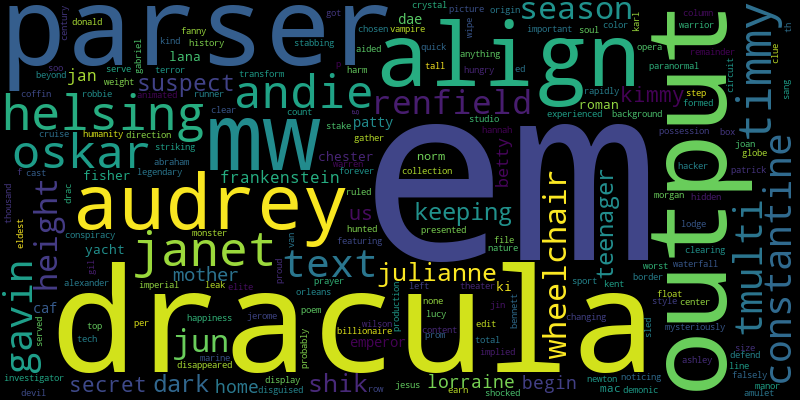 parser
align
season
em
output
dracula
mw
audrey
janet
helsing
oskar
andie
renfield
suspect
jan
lana
dae
kimmy
timmy
tmulti
constantine
roman
patty
frankenstein
chester
norm
betty
teenager
wheelchair
keeping
us
text
julianne
ki
mother
yacht
height
gavin
caf
jun
secret
dark
home
shik
lorraine
begin
emperor
billionaire
fisher
donald
century
chosen
vampire
fanny
history
kind
gabriel
terror
beyond
serve
weight
transform
robbie
runner
coffin
animated
cruise
humanity
direction
clear
count
stake
abraham
striking
legendary
gather
forever
ruled
collection
hunted
us
featuring
presented
file
nature
crystal
picture
origin
wipe
color
karl
important
soul
warrior
column
remainder
anything
opera
quick
paranormal
circuit
clue
aided
harm
tall
hungry
ed
rapidly
step
formed
studio
hannah
experienced
background
possession
box
joan
globe
hacker
patrick
sang
morgan
hidden
lodge
clearing
waterfall
worst
border
style
float
center
mysteriously
sport
kent
changing
sled
ashley
size
defend
line
falsely
manor
amulet
mac
demonic
newton
noticing
shocked
earn
jesus
row
disguised
display
probably
happiness
jerome
poem
orleans
prayer
imperial
leak
elite
proud
van
monster
conspiracy
drac
thousand
eldest
alexander
served
top
tech
per
disappeared
marine
investigator
devil
production
left
theater
jin
none
lucy
content
edit
total
implied
wilson
prom
bennett